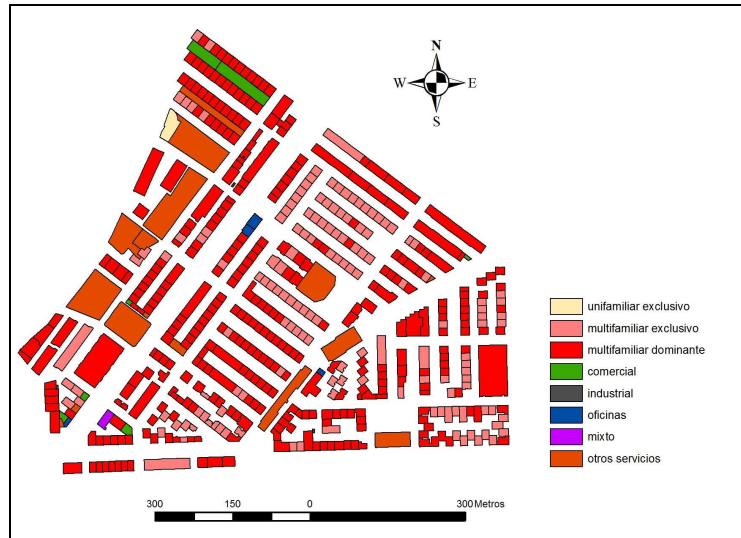 N
W E
S
unifamiliar exclusivo
multifamiliar exclusivo
multifamiliar dominante
comercial
industrial
oficinas
mixto
otros servicios
300 150 0 300 Metros